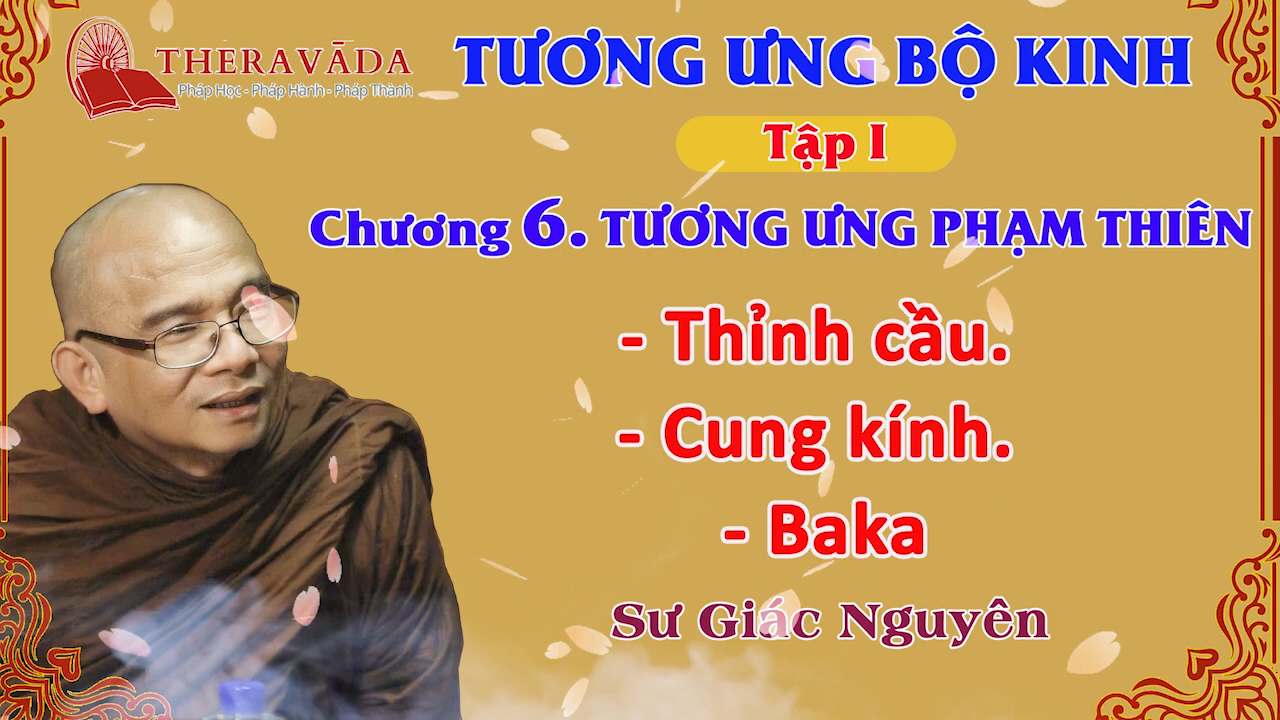 THERAVĀDA
Pháp Học - Pháp Hành - Pháp Thành
TƯƠNG ƯNG BỘ KINH
Tập I
Chương 6. TƯƠNG ƯNG PHẠM THIÊN
- Thỉnh cầu.
- Cung kính.
- Baka
Sư Giác Nguyên